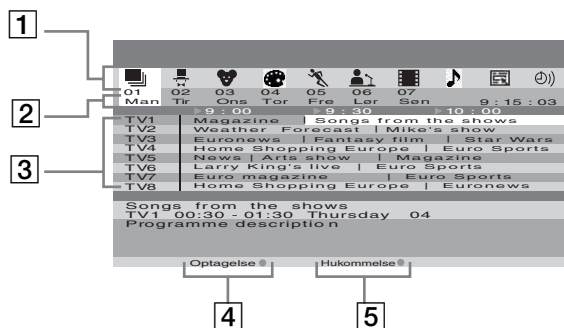 1
01 02 03 04 05 06 07
2
Man Tir Ons Tor Fre Lør Søn 9 : 15 : 03
9 : 00 9 : 30 10 : 00
TV1 Magazine | Songs from the shows
TV2 Weather Forecast | Mike's show
TV3 Euronews | Fantasy film | Star Wars
TV4 Home Shopping Europe | Euro Sports
3
TV5 News | Arts show | Magazine
TV6 Larry King's live | Euro Sports
TV7 Euro magazine | Euro Sports
TV8 Home Shopping Europe | Euronews
Songs from the shows
TV1 00:30 - 01:30 Thursday 04
Programme description
Optagelse Hukommelse
4 5